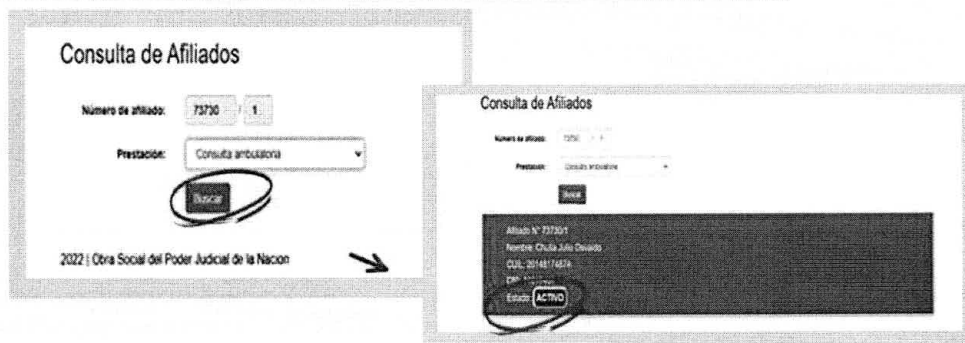 Consulta de Afiliados
Número de afiliado: 73730 / 1
Prestación: Consulta ambulatoria
Buscar
2022 | Obra Social del Poder Judicial de la Nacion
Consulta de Afiliados
Número de afiliado: / 1
Prestación: Consulta ambulatoria
Buscar
Afiliado N° 73730/1
Nombre: Julio Osvaldo
CUIL:
Estado: ACTIVO